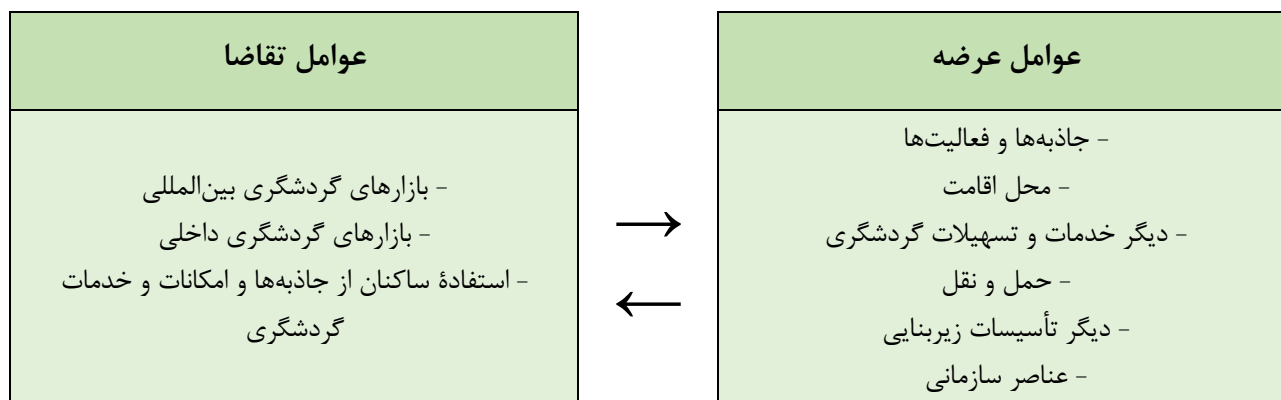 عوامل عرضه
- جاذبه‌ها و فعالیت‌ها
- محل اقامت
- دیگر خدمات و تسهیلات گردشگری
- حمل و نقل
- دیگر تأسیسات زیربنایی
- عناصر سازمانی
→
←
عوامل تقاضا
- بازارهای گردشگری بین‌المللی
- بازارهای گردشگری داخلی
- استفادهٔ ساکنان از جاذبه‌ها و امکانات و خدمات
گردشگری